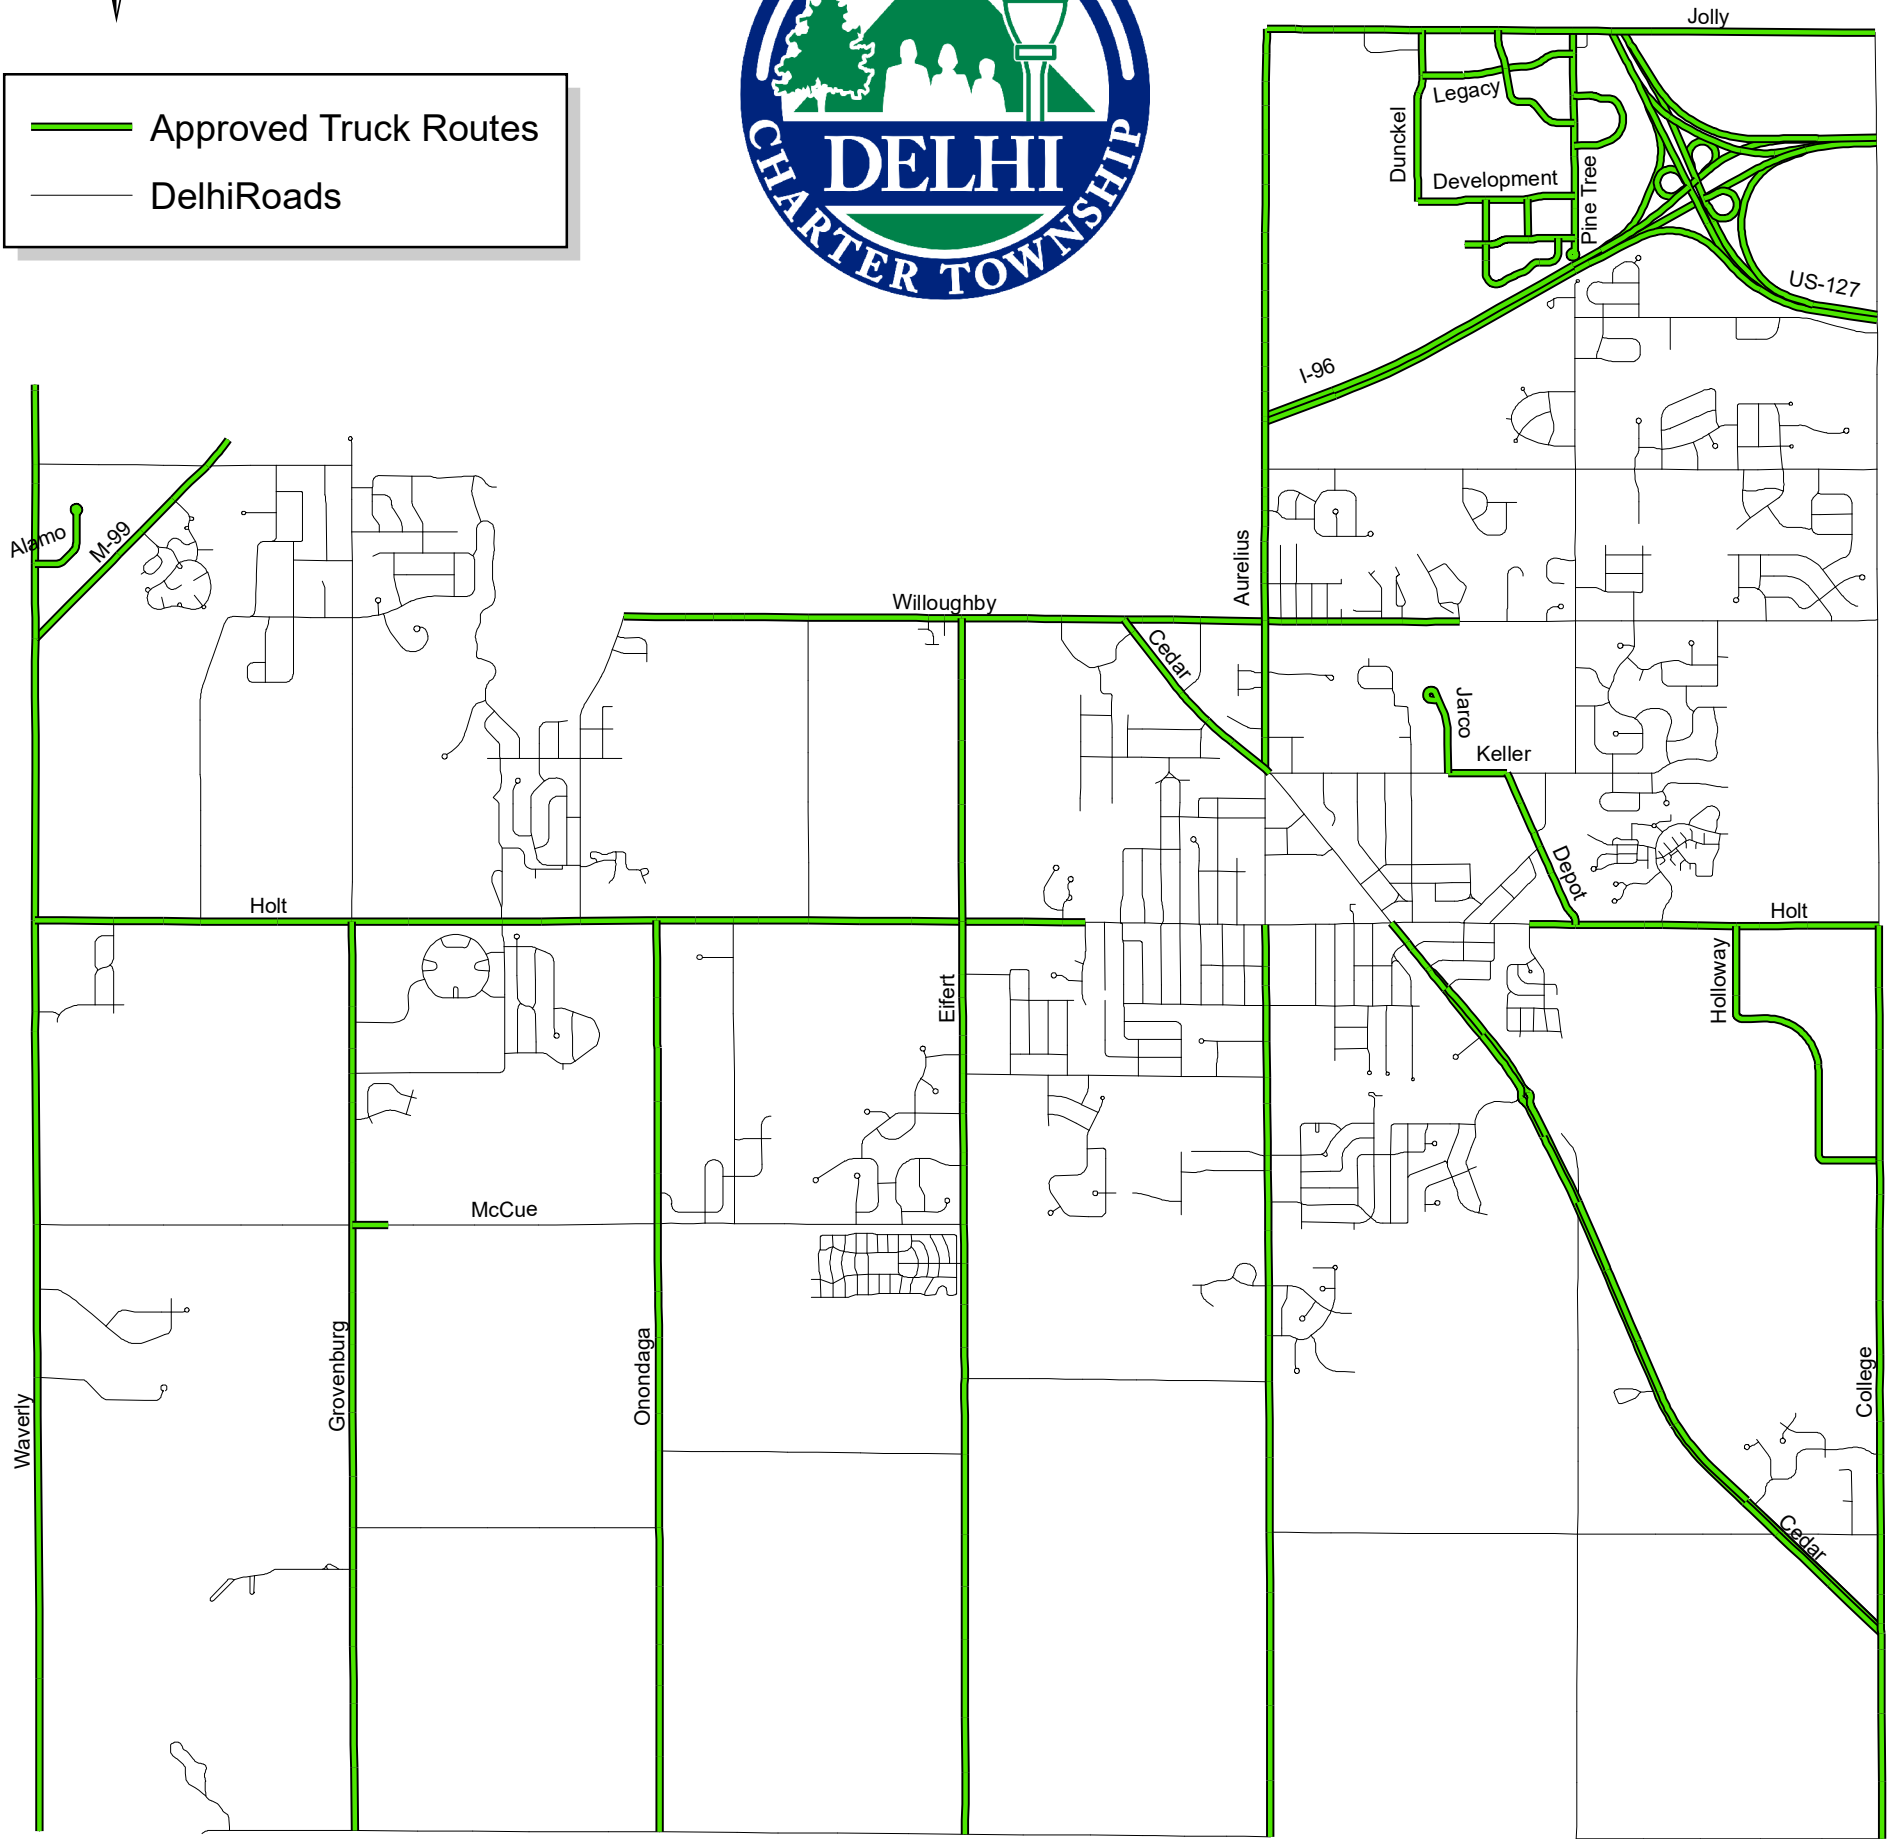 Jolly
Approved Truck Routes
DelhiRoads
DELHI
CHARTER TOWNSHIP
Legacy
Dunckel
Development
Pine Tree
US-127
I-96
Alamo
M-99
Aurelius
Willoughby
Cedar
Jarco
Keller
Depot
Holt
Holt
Holloway
Eifert
McCue
Grovenburg
Onondaga
Waverly
College
Cedar